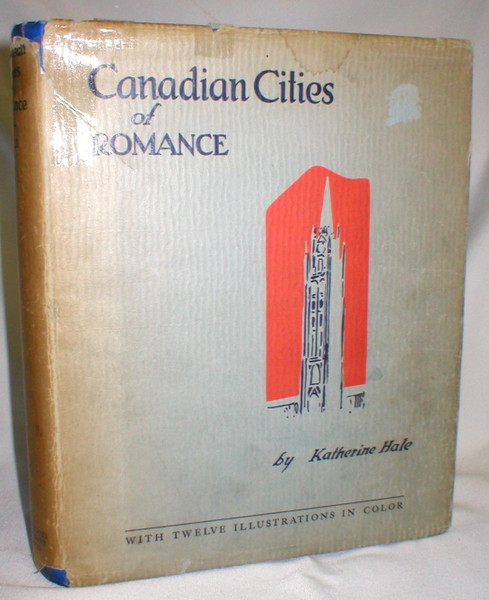 Canadian Cities
of
ROMANCE
by Katherine Hale
WITH TWELVE ILLUSTRATIONS IN COLOR